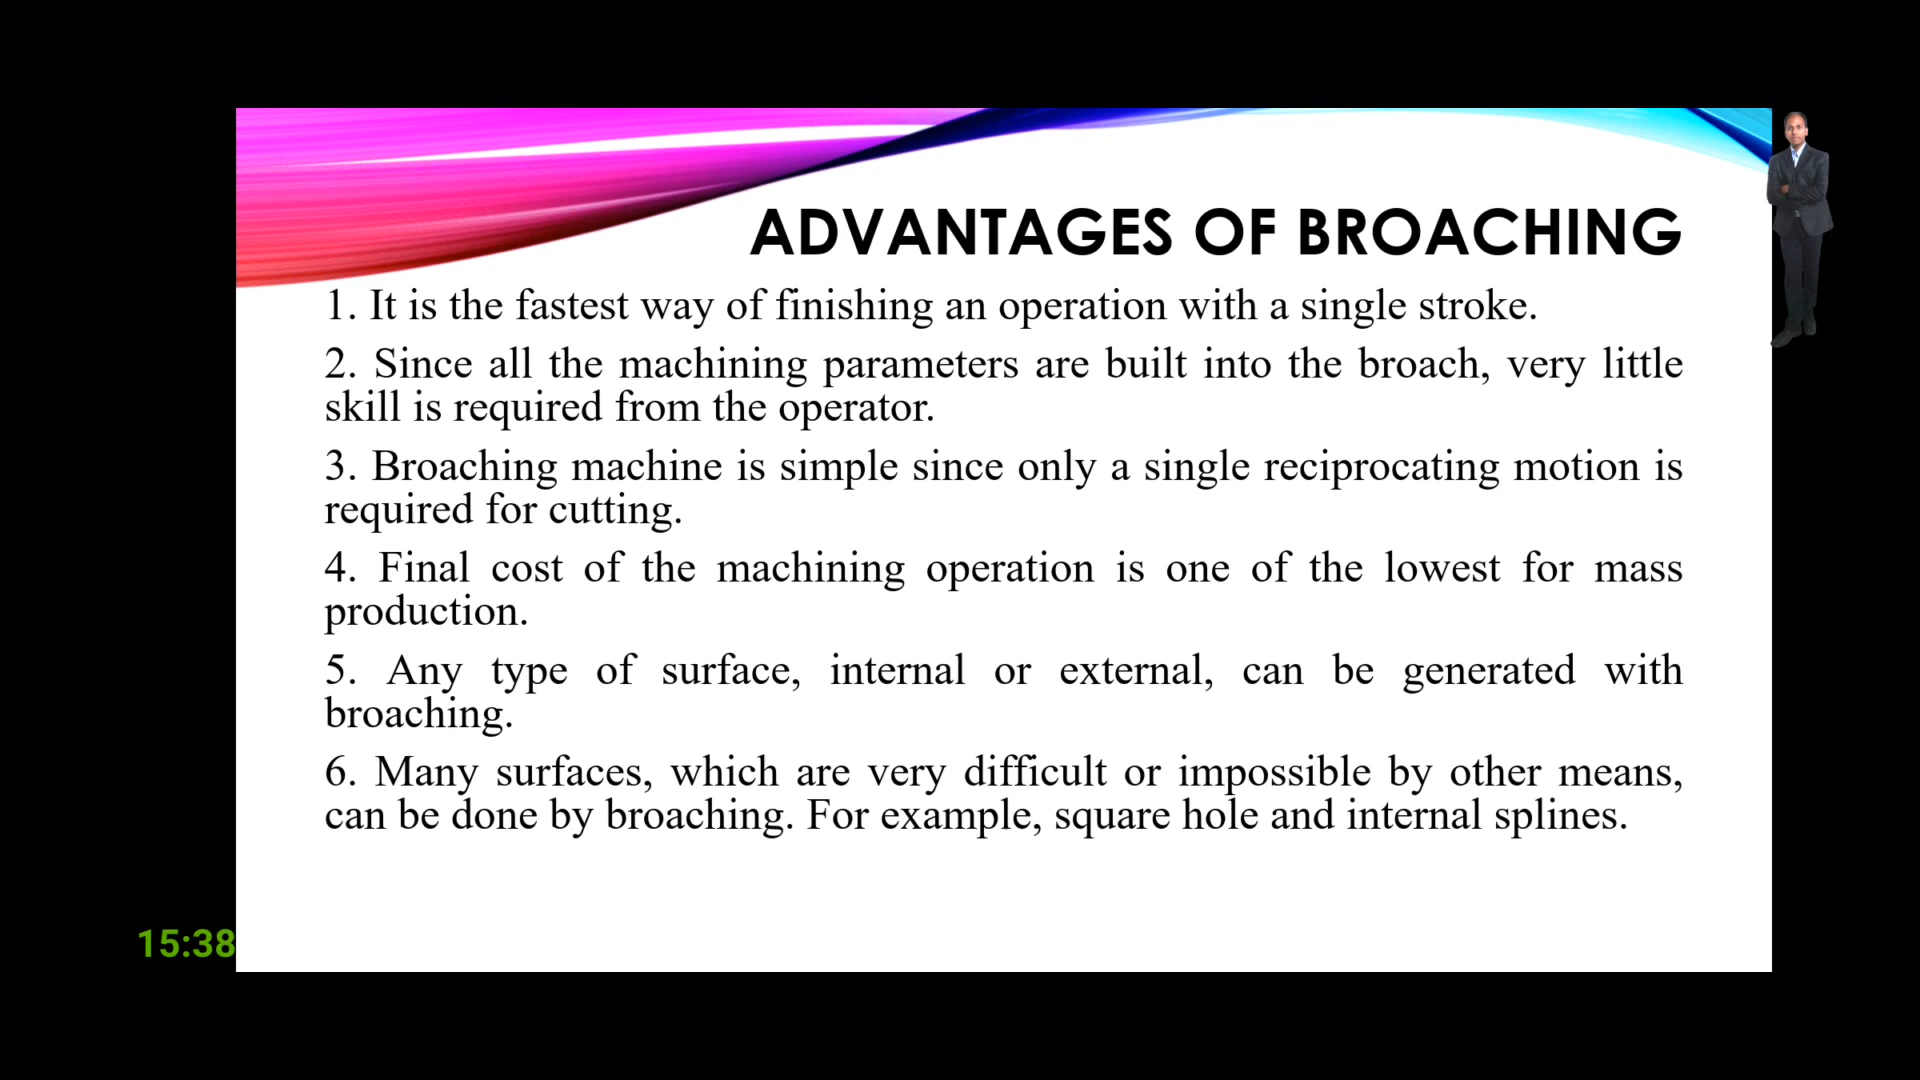 ADVANTAGES OF BROACHING
1. It is the fastest way of finishing an operation with a single stroke.
2. Since all the machining parameters are built into the broach, very little
skill is required from the operator.
3. Broaching machine is simple since only a single reciprocating motion is
required for cutting.
4. Final cost of the machining operation is one of the lowest for mass
production.
5. Any type of surface, internal or external, can be generated with
broaching.
6. Many surfaces, which are very difficult or impossible by other means,
can be done by broaching. For example, square hole and internal splines.
15:38